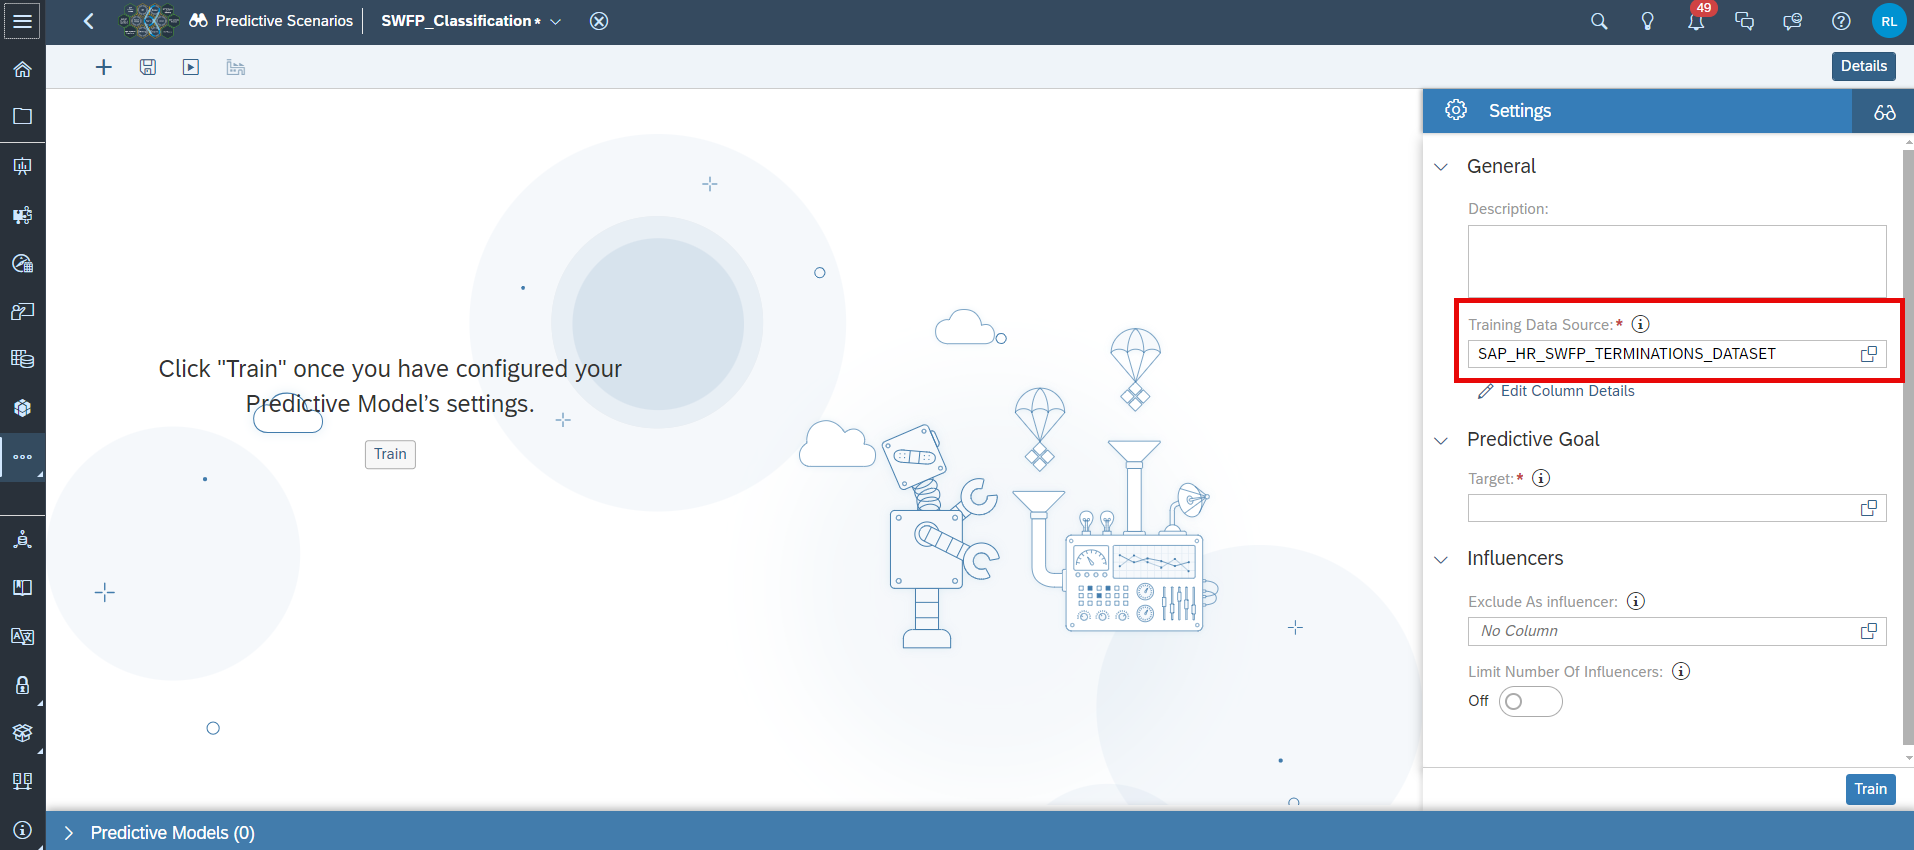 Predictive Scenarios
SWFP_Classification *
49
RL
Details
Settings
General
Description:
Training Data Source:*
SAP_HR_SWFP_TERMINATIONS_DATASET
Edit Column Details
Click "Train" once you have configured your
Predictive Model’s settings.
Train
Predictive Goal
Target:*
Influencers
Exclude As influencer:
No Column
Limit Number Of Influencers:
Off
Train
Predictive Models (0)